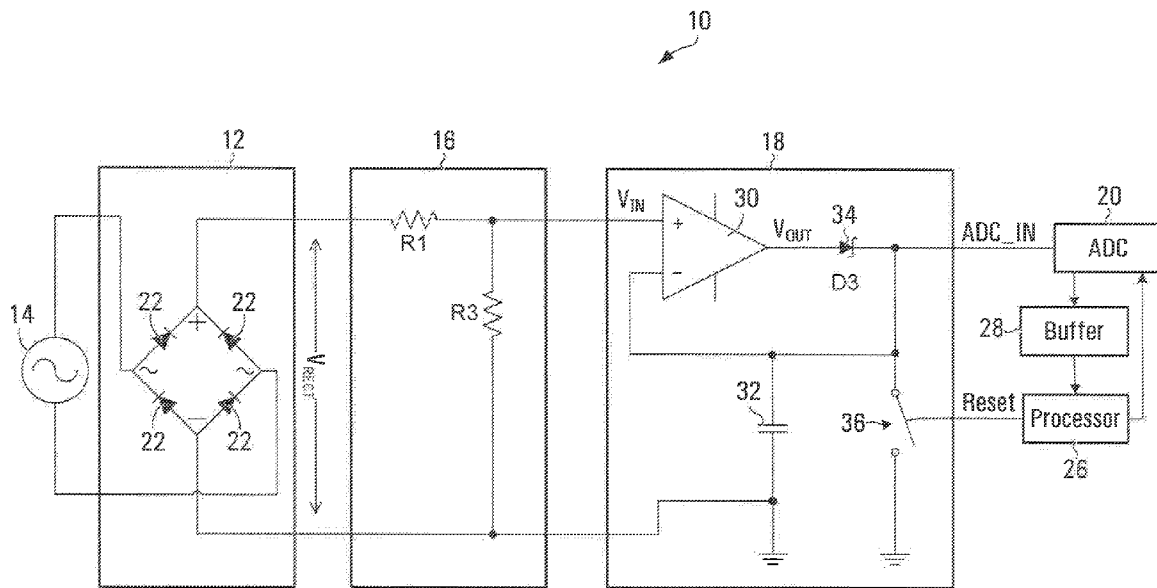 10
12
16
18
20
14
22
22
22
22
+
−
V_RECT
R1
R3
V_IN
+
−
30
V_OUT
34
D3
ADC_IN
ADC
28
Buffer
32
36
Reset
Processor
26